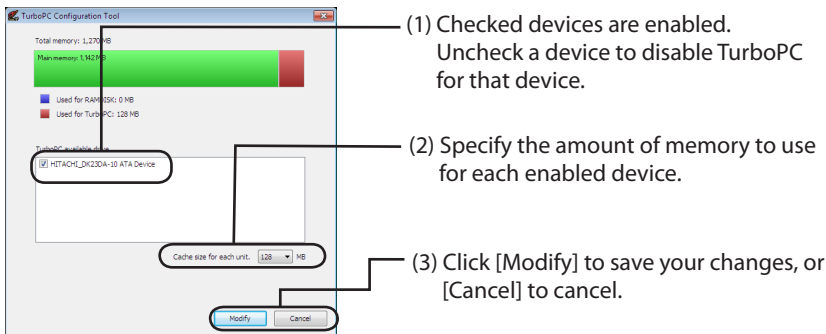 TurboPC Configuration Tool
Total memory: 1,270 MB
Main memory: 1,142 MB
Used for RAMDISK: 0 MB
Used for TurboPC: 128 MB
TurboPC available drive
HITACHI_DK23DA-10 ATA Device
Cache size for each unit. 128 MB
Modify Cancel
(1) Checked devices are enabled.
Uncheck a device to disable TurboPC
for that device.
(2) Specify the amount of memory to use
for each enabled device.
(3) Click [Modify] to save your changes, or
[Cancel] to cancel.